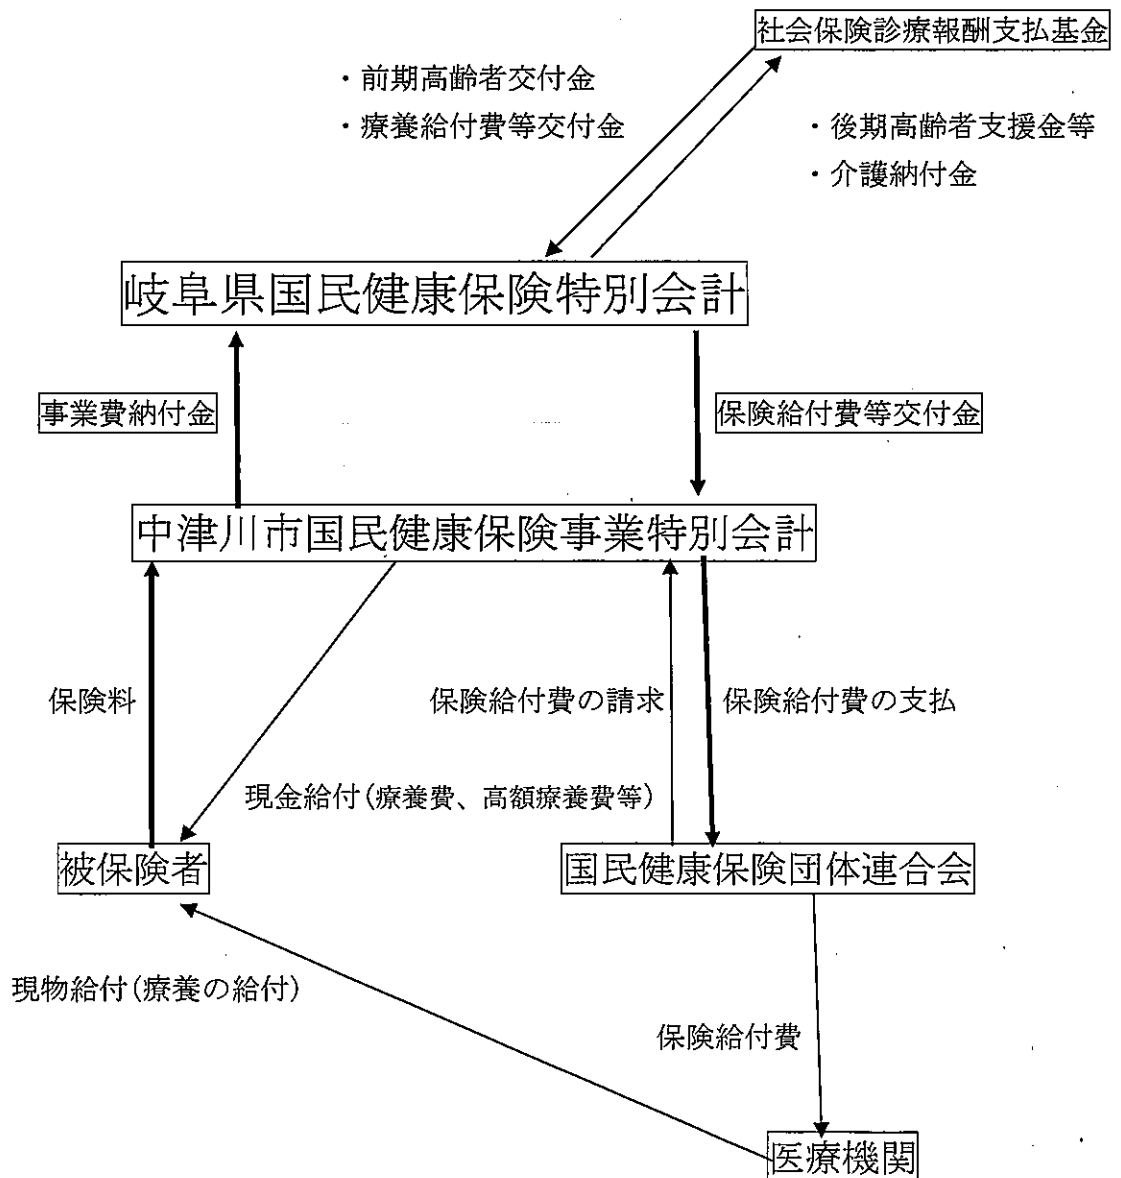 社会保険診療報酬支払基金
・前期高齢者交付金
・療養給付費等交付金
・後期高齢者支援金等
・介護納付金
岐阜県国民健康保険特別会計
事業費納付金
保険給付費等交付金
中津川市国民健康保険事業特別会計
保険料
保険給付費の請求
保険給付費の支払
現金給付(療養費、高額療養費等)
被保険者
国民健康保険団体連合会
現物給付(療養の給付)
保険給付費
医療機関